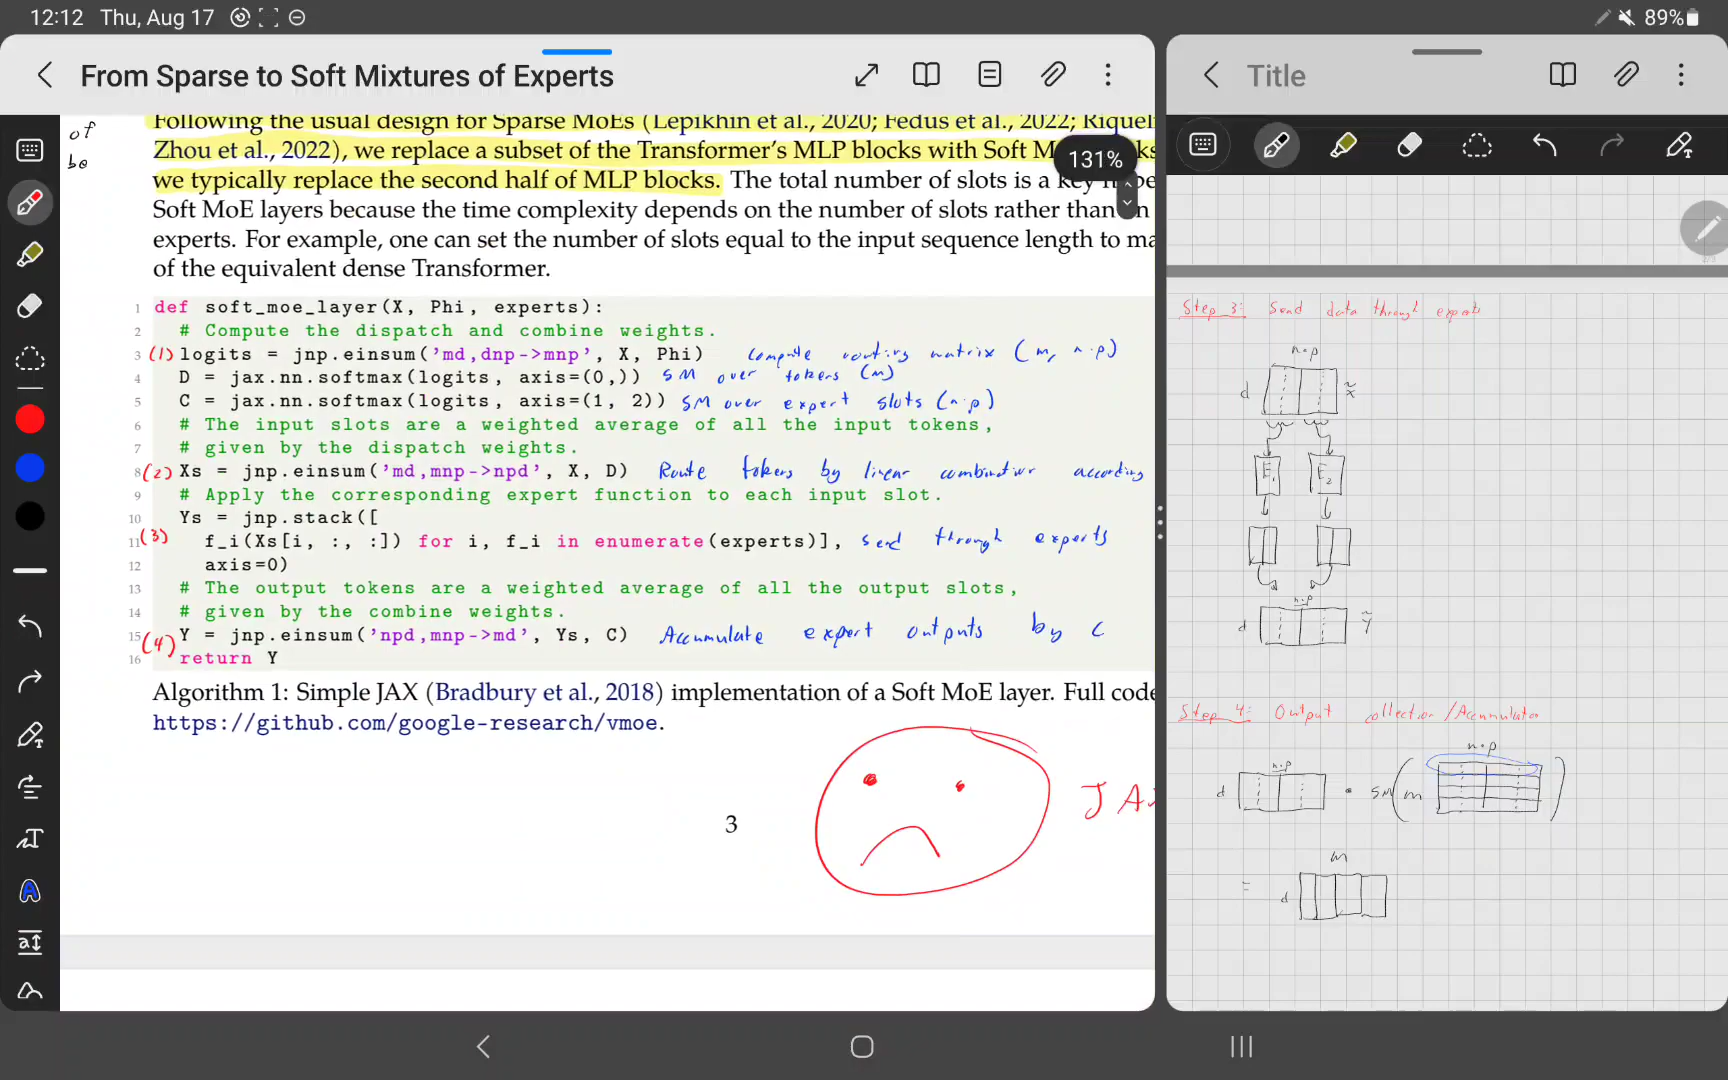 12:12 Thu, Aug 17
89%
From Sparse to Soft Mixtures of Experts
of
be
Following the usual design for Sparse MoEs (Lepikhin et al., 2020; Fedus et al., 2022; Riquel
Zhou et al., 2022), we replace a subset of the Transformer's MLP blocks with Soft M ks
131%
we typically replace the second half of MLP blocks. The total number of slots is a key pe
Soft MoE layers because the time complexity depends on the number of slots rather than n
experts. For example, one can set the number of slots equal to the input sequence length to ma
of the equivalent dense Transformer.
1 def soft_moe_layer(X, Phi, experts):
2 # Compute the dispatch and combine weights.
3 (1) logits = jnp.einsum('md,dnp->mnp', X, Phi) compute routing matrix (m, n·p)
4 D = jax.nn.softmax(logits, axis=(0,)) SM over tokens (m)
5 C = jax.nn.softmax(logits, axis=(1, 2)) SM over expert slots (n·p)
6 # The input slots are a weighted average of all the input tokens,
7 # given by the dispatch weights.
8 (2) Xs = jnp.einsum('md,mnp->npd', X, D) Route tokens by linear combination according
9 # Apply the corresponding expert function to each input slot.
10 Ys = jnp.stack([
11 (3) f_i(Xs[i, :, :]) for i, f_i in enumerate(experts)], send through experts
12 axis=0)
13 # The output tokens are a weighted average of all the output slots,
14 # given by the combine weights.
15 (4) Y = jnp.einsum('npd,mnp->md', Ys, C) Accumulate expert outputs by C
16 return Y
Algorithm 1: Simple JAX (Bradbury et al., 2018) implementation of a Soft MoE layer. Full code
https://github.com/google-research/vmoe.
JAX
3
Title
Step 3: Send data through experts
n·p
d X̃
E1 E2
n·p
d Ỹ
Step 4: Output collection/Accumulation
n·p n·p
d · SM( m )
m
= d